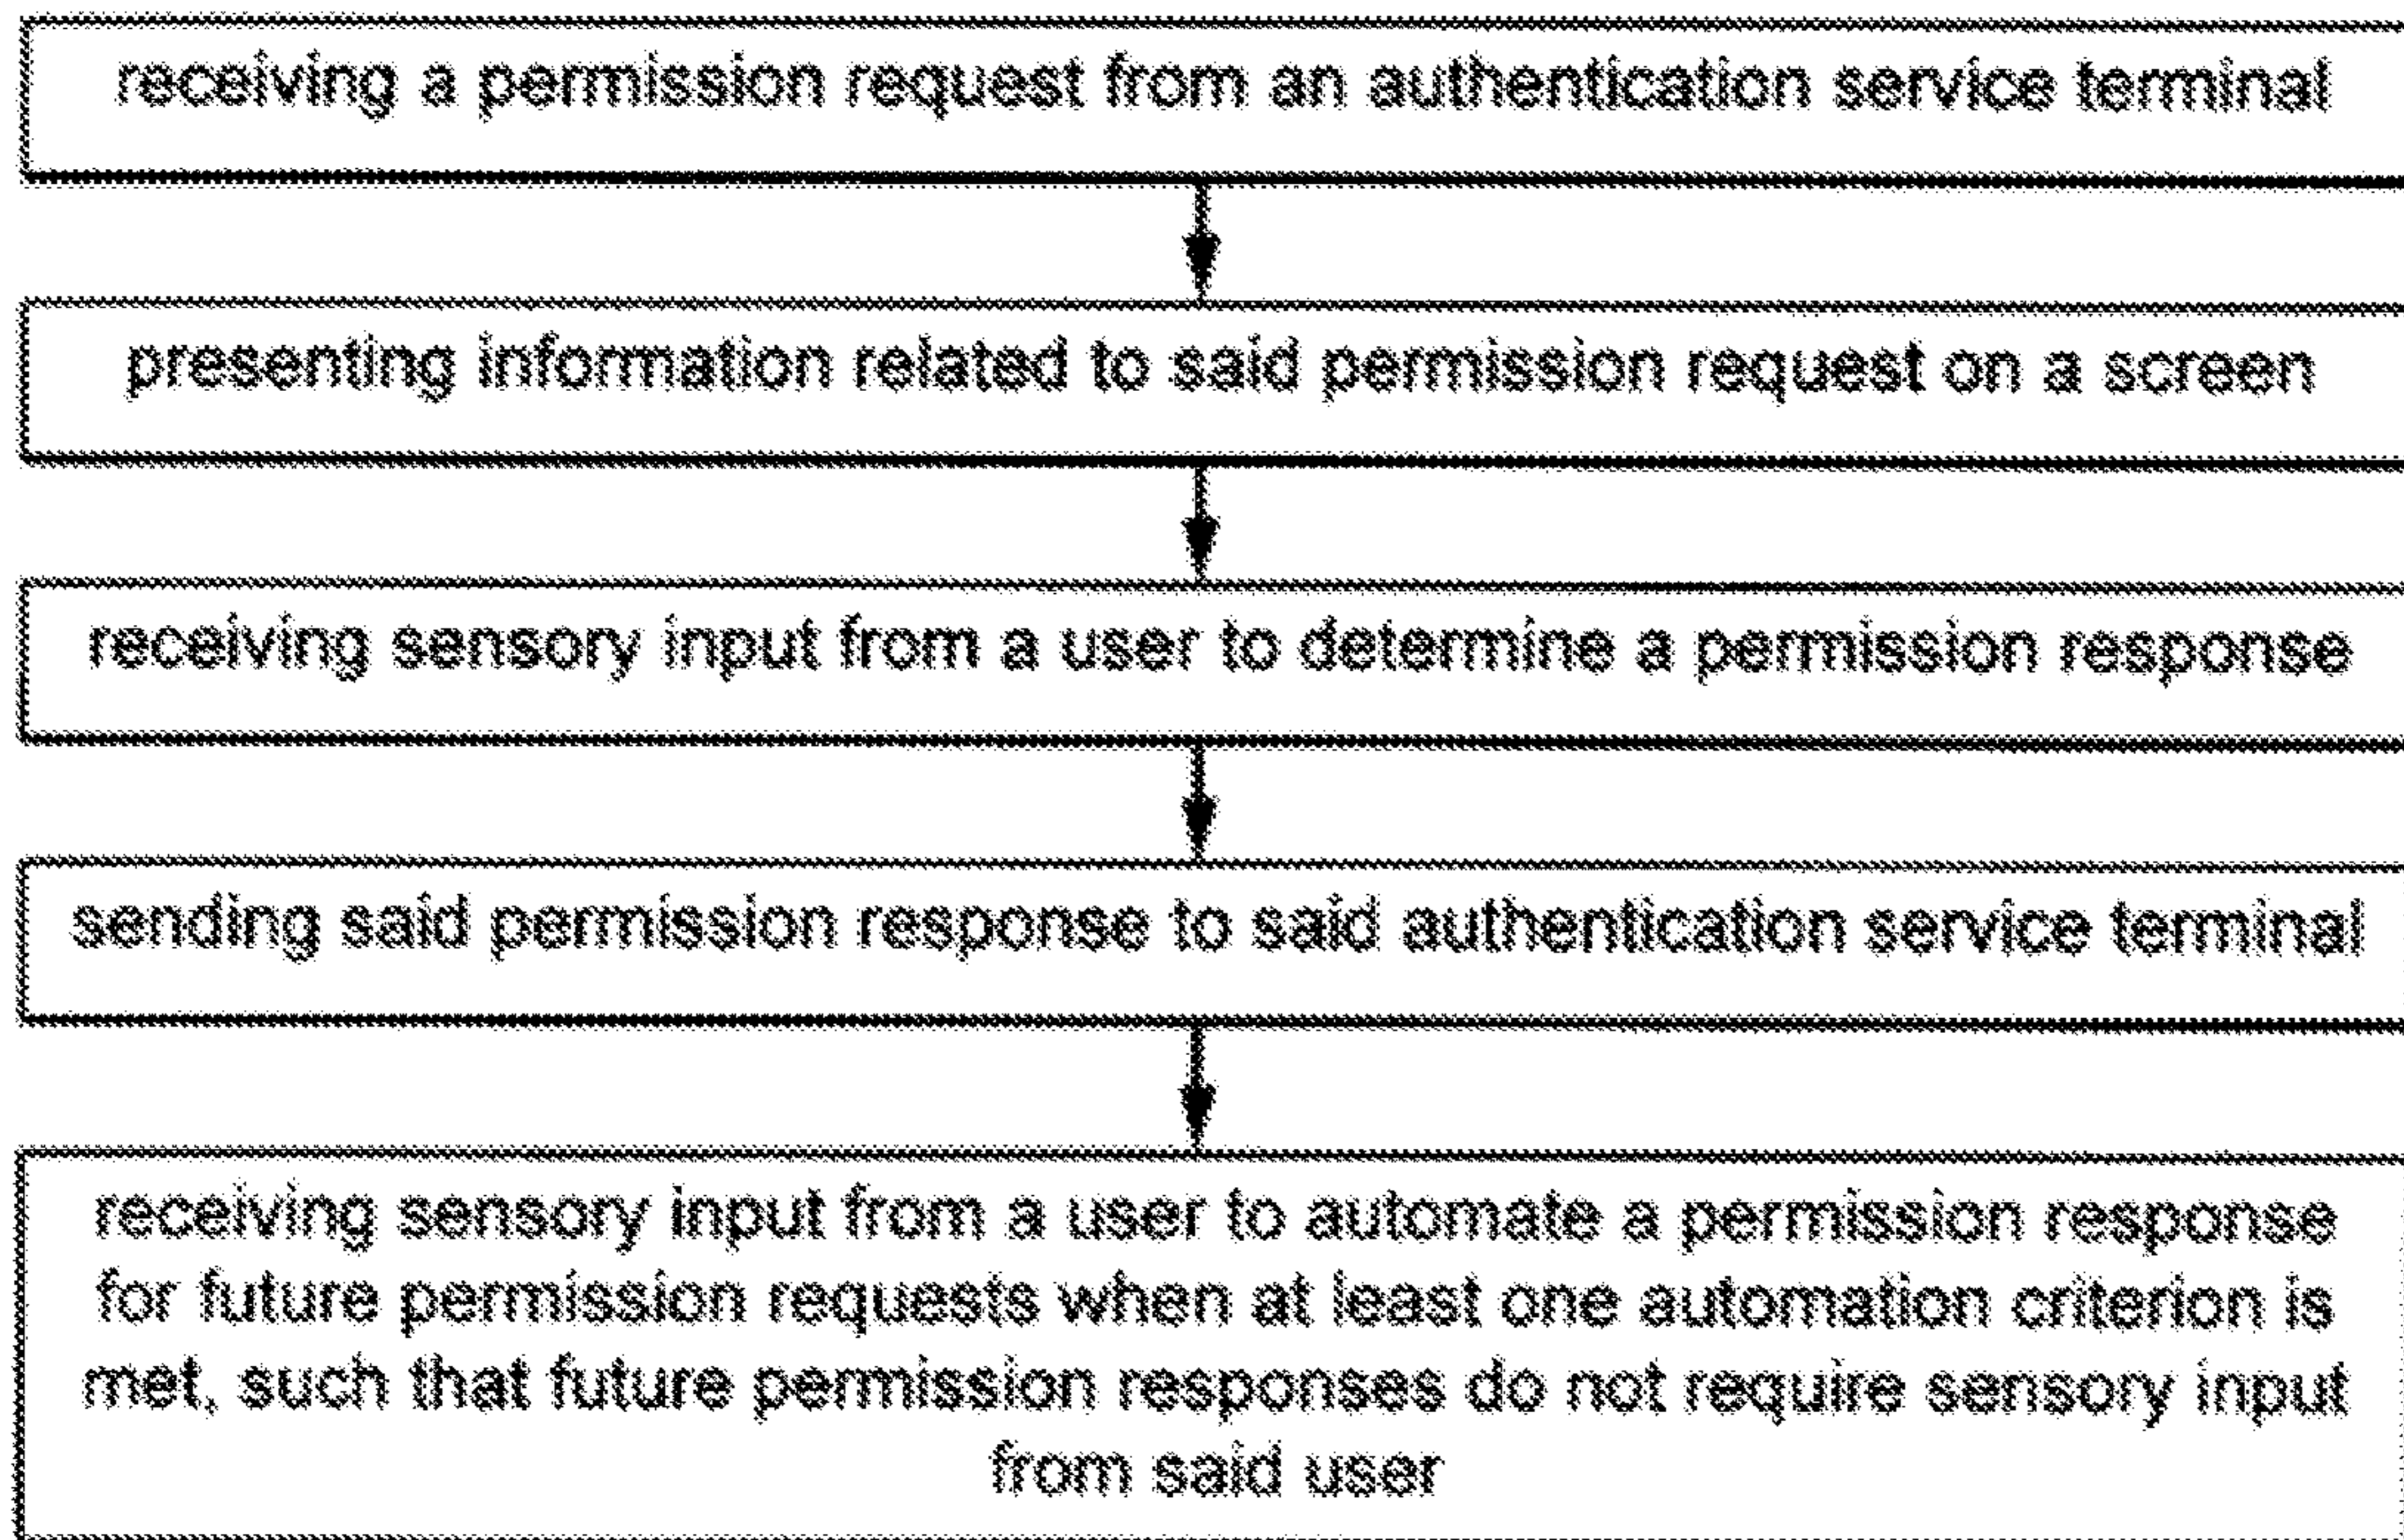 receiving a permission request from an authentication service terminal
presenting information related to said permission request on a screen
receiving sensory input from a user to determine a permission response
sending said permission response to said authentication service terminal
receiving sensory input from a user to automate a permission response
for future permission requests when at least one automation criterion is
met, such that future permission responses do not require sensory input
from said user